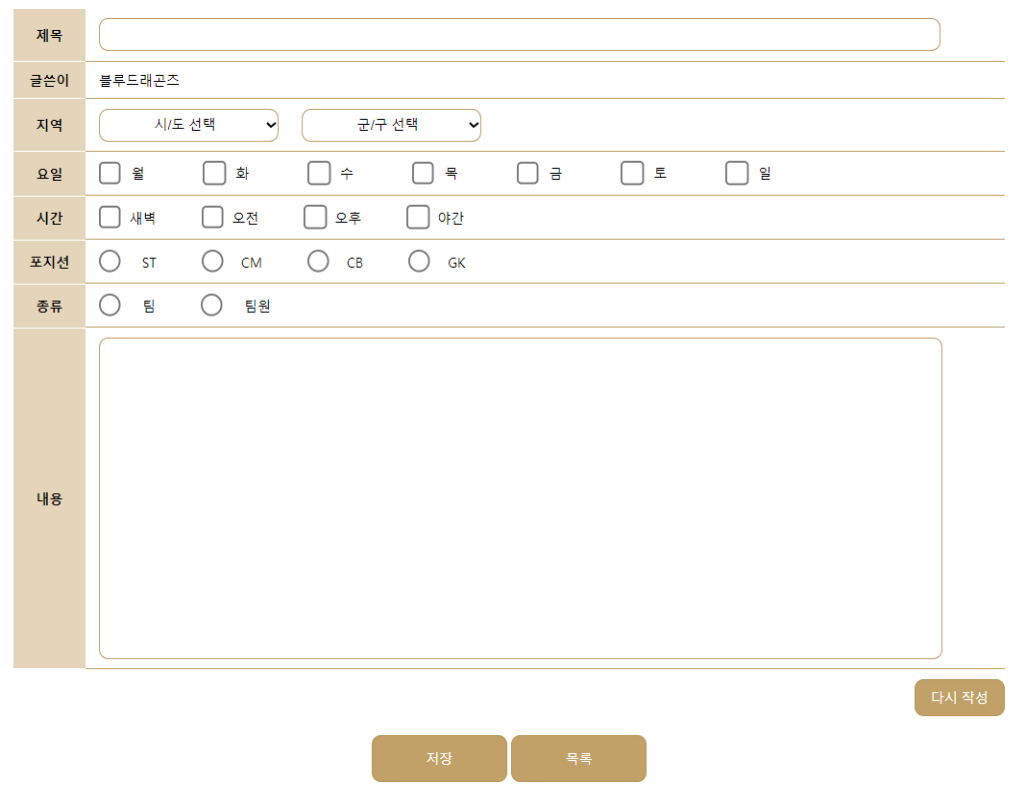 제목
글쓴이 블루드래곤즈
지역 시/도 선택 군/구 선택
요일 월 화 수 목 금 토 일
시간 새벽 오전 오후 야간
포지션 ST CM CB GK
종류 팀 팀원
내용
다시 작성
저장 목록